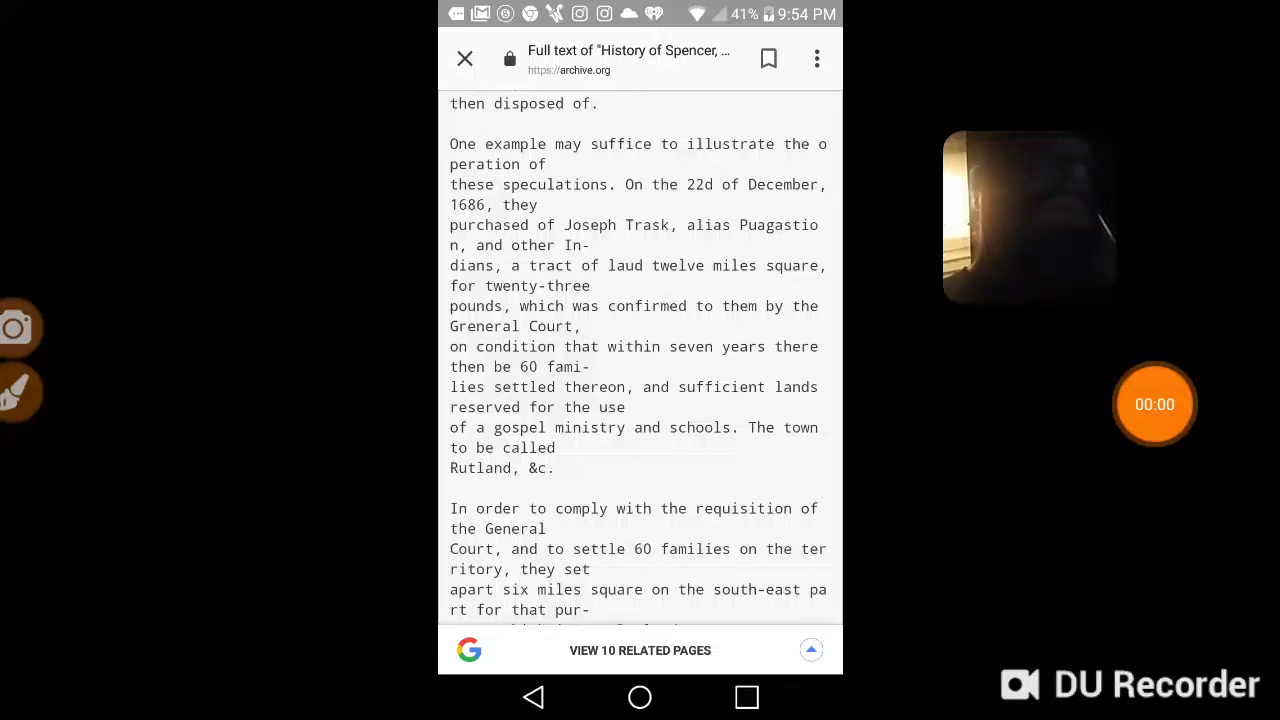 41% 9:54 PM
Full text of "History of Spencer, ...
https://archive.org
then disposed of.
One example may suffice to illustrate the o
peration of
these speculations. On the 22d of December,
1686, they
purchased of Joseph Trask, alias Puagastio
n, and other In-
dians, a tract of laud twelve miles square,
for twenty-three
pounds, which was confirmed to them by the
Greneral Court,
on condition that within seven years there
then be 60 fami-
lies settled thereon, and sufficient lands
reserved for the use
of a gospel ministry and schools. The town
to be called
Rutland, &c.
In order to comply with the requisition of
the General
Court, and to settle 60 families on the ter
ritory, they set
apart six miles square on the south-east pa
rt for that pur-
VIEW 10 RELATED PAGES
00:00
DU Recorder